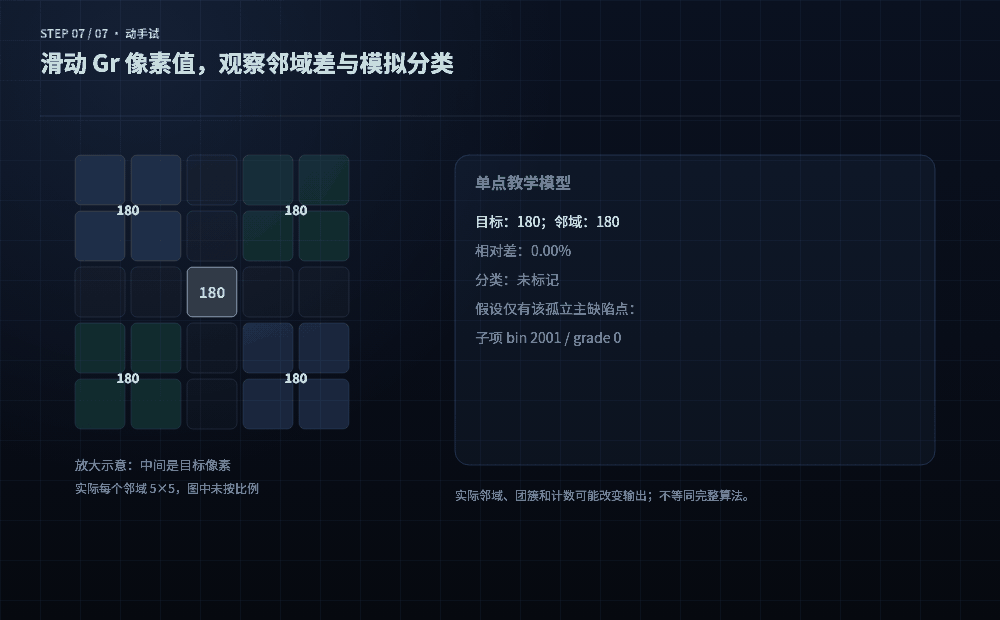 STEP 07 / 07 · 动手试
滑动 Gr 像素值，观察邻域差与模拟分类
180
180
180
180
180
放大示意：中间是目标像素
实际每个邻域 5×5，图中未按比例
单点教学模型
目标：180；邻域：180
相对差：0.00%
分类：未标记
假设仅有该孤立主缺陷点：
子项 bin 2001 / grade 0
实际邻域、团簇和计数可能改变输出；不等同完整算法。